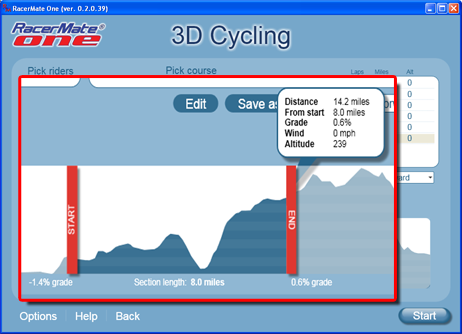 RacerMate One (ver. 0.2.0.39)
RacerMate®
one
3D Cycling
Pick riders
Pick course
Laps Miles Alt
0
0
0
0
0
0
Edit
Save as
Distance 14.2 miles
From start 8.0 miles
Grade 0.6%
Wind 0 mph
Altitude 239
START
END
-1.4% grade
Section length: 8.0 miles
0.6% grade
Options
Help
Back
Start